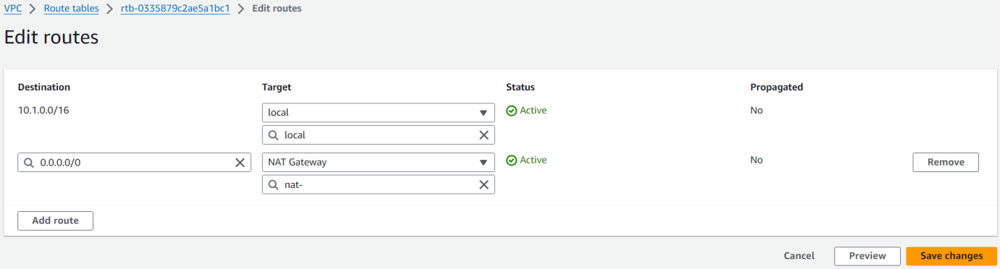 VPC > Route tables > rtb-0335879c2ae5a1bc1 > Edit routes
Edit routes
Destination Target Status Propagated
10.1.0.0/16 local Active No
local
0.0.0.0/0 NAT Gateway Active No Remove
nat-
Add route
Cancel Preview Save changes